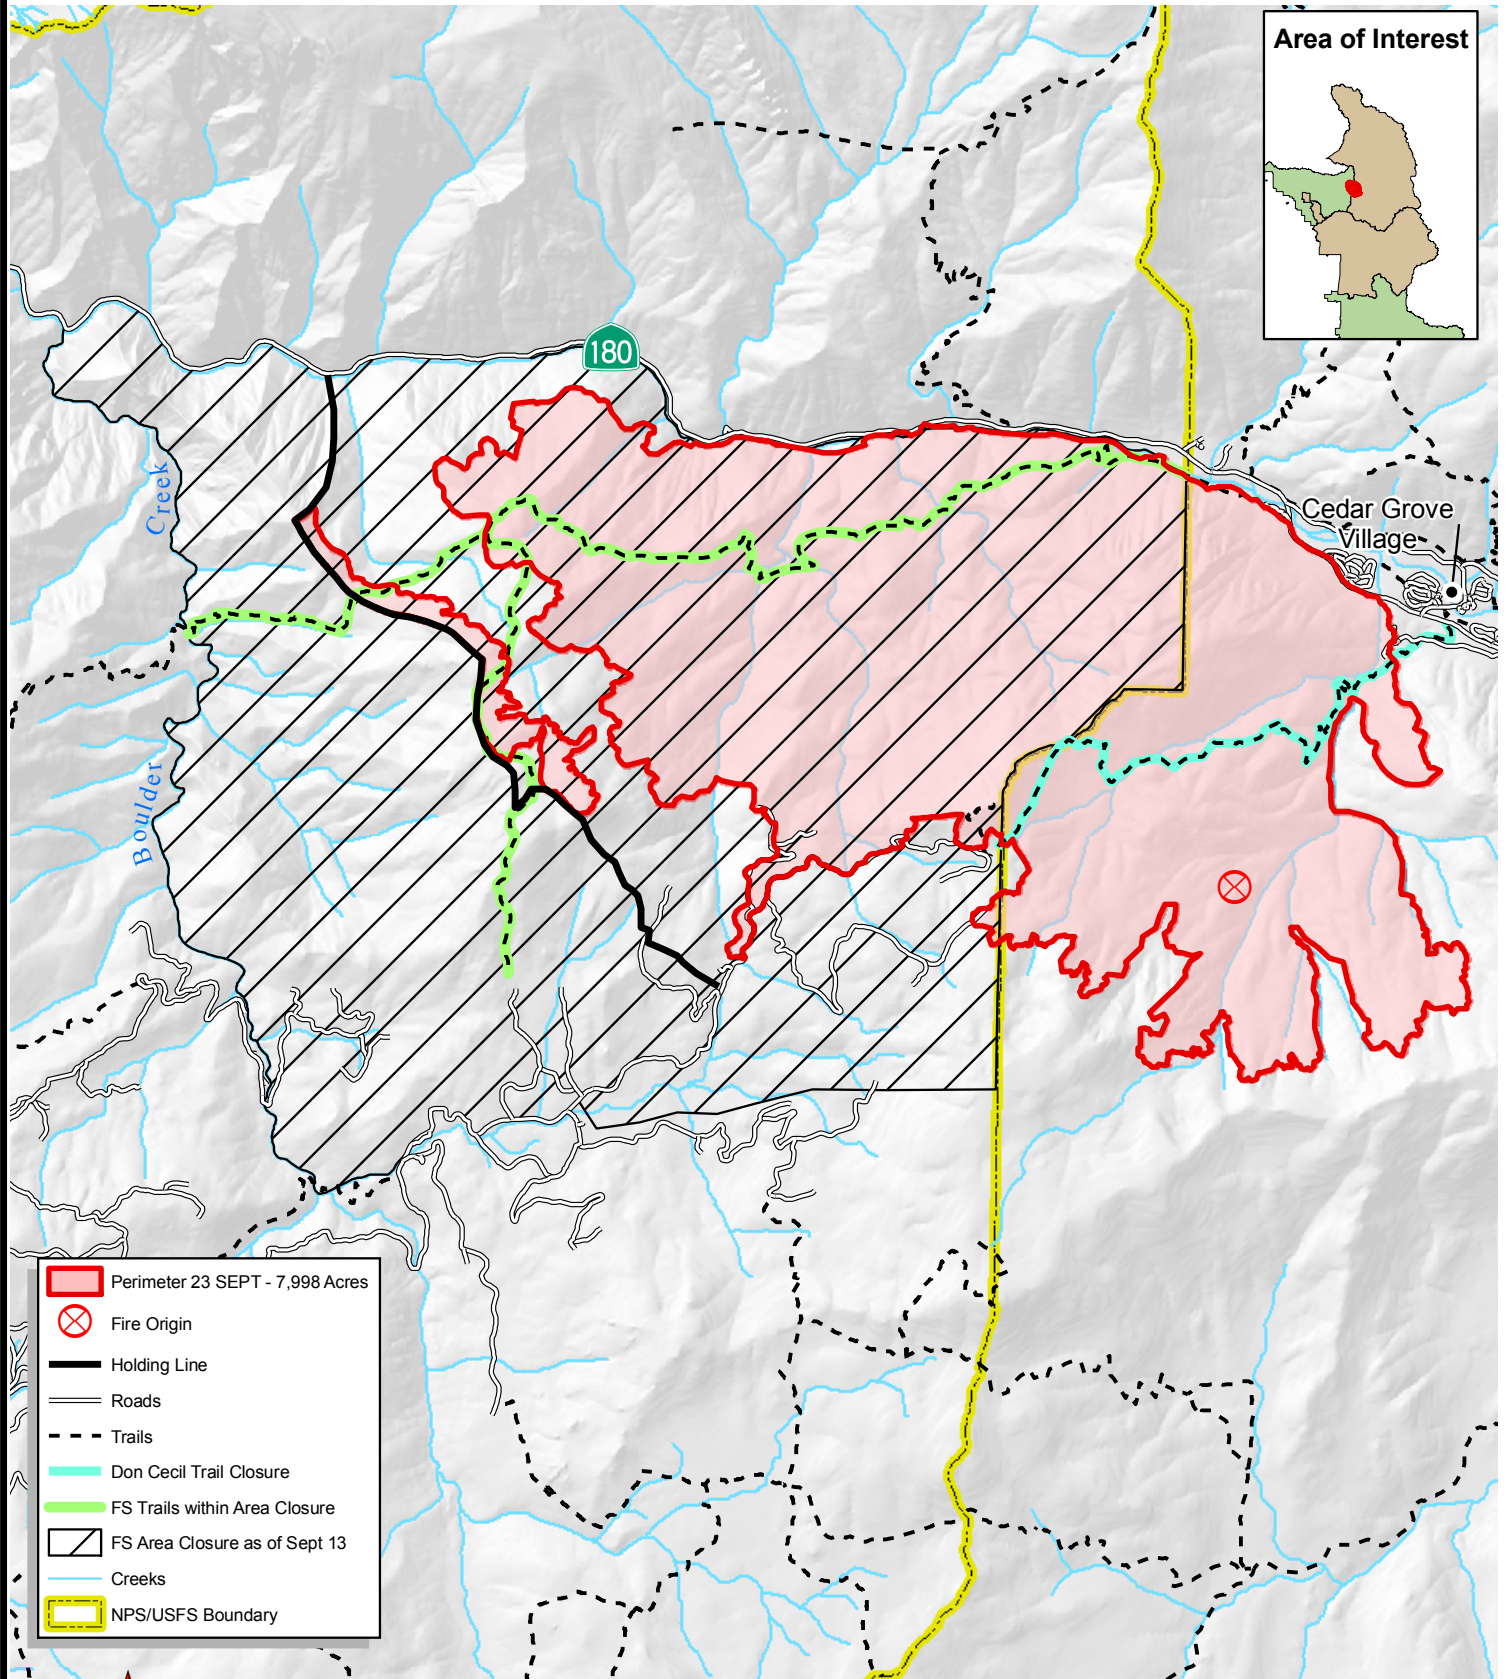 Area of Interest
180
Cedar Grove
Village
Creek
Boulder
Perimeter 23 SEPT - 7,998 Acres
Fire Origin
Holding Line
Roads
Trails
Don Cecil Trail Closure
FS Trails within Area Closure
FS Area Closure as of Sept 13
Creeks
NPS/USFS Boundary